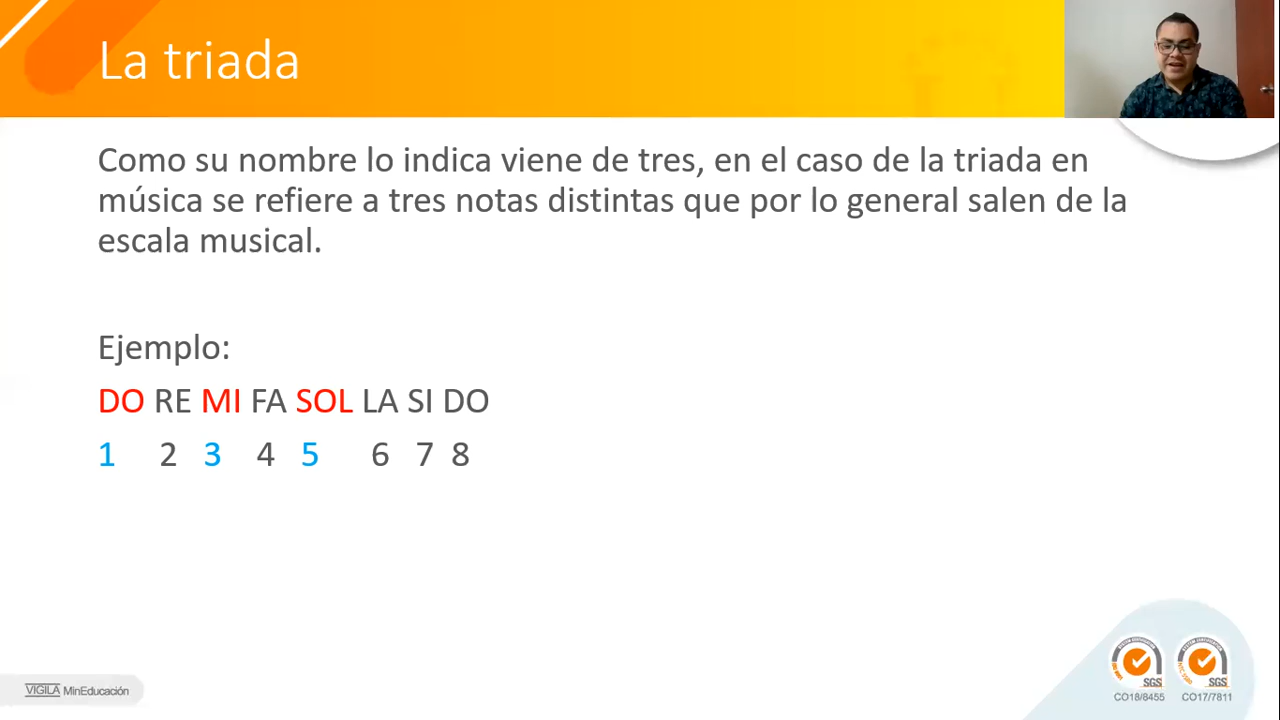 La triada
Como su nombre lo indica viene de tres, en el caso de la triada en
música se refiere a tres notas distintas que por lo general salen de la
escala musical.
Ejemplo:
DO RE MI FA SOL LA SI DO
1 2 3 4 5 6 7 8
VIGILA MinEducación
SGS SGS
CO18/8455 CO17/7811